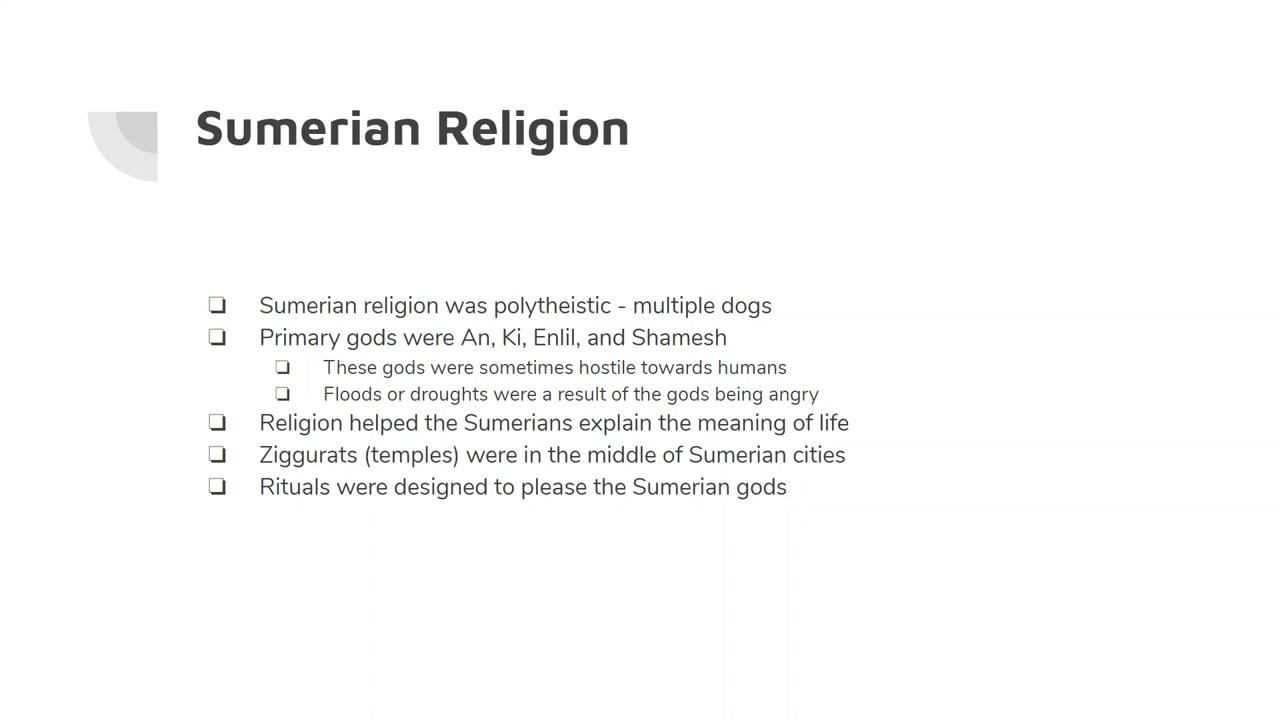 Sumerian Religion
Sumerian religion was polytheistic - multiple dogs
Primary gods were An, Ki, Enlil, and Shamesh
These gods were sometimes hostile towards humans
Floods or droughts were a result of the gods being angry
Religion helped the Sumerians explain the meaning of life
Ziggurats (temples) were in the middle of Sumerian cities
Rituals were designed to please the Sumerian gods